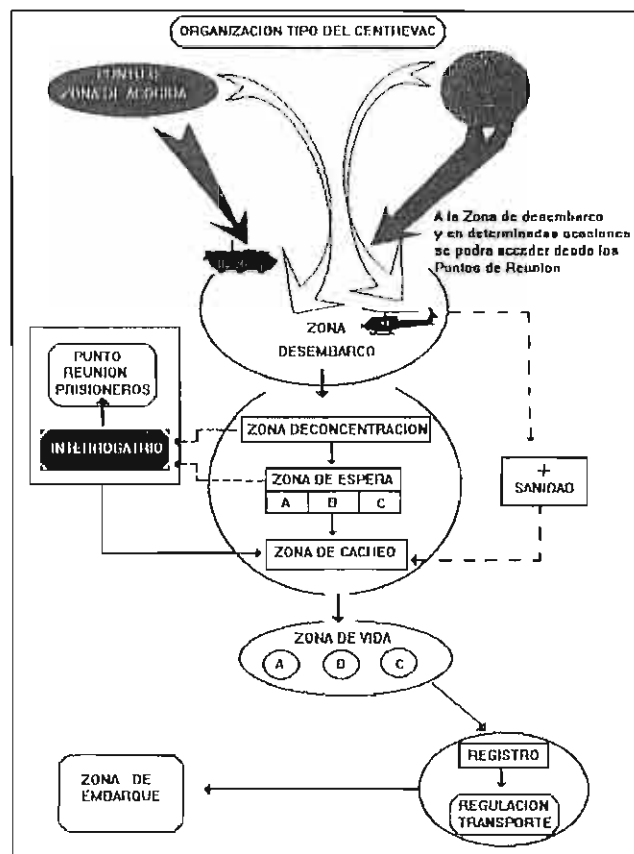 ORGANIZACION TIPO DEL CENTREVAC
PUNTO O
ZONA DE ACOGIDA
A la Zona de desembarco
y en determinadas ocasiones
se podra acceder desde los
Puntos de Reunion
ZONA
DESEMBARCO
PUNTO
REUNION
PRISIONEROS
INTERROGATRIO
ZONA DECONCENTRACION
ZONA DE ESPERA
A B C
ZONA DE CACHEO
+
SANIDAD
ZONA DE VIDA
A B C
REGISTRO
REGULACION
TRANSPORTE
ZONA DE
EMBARQUE